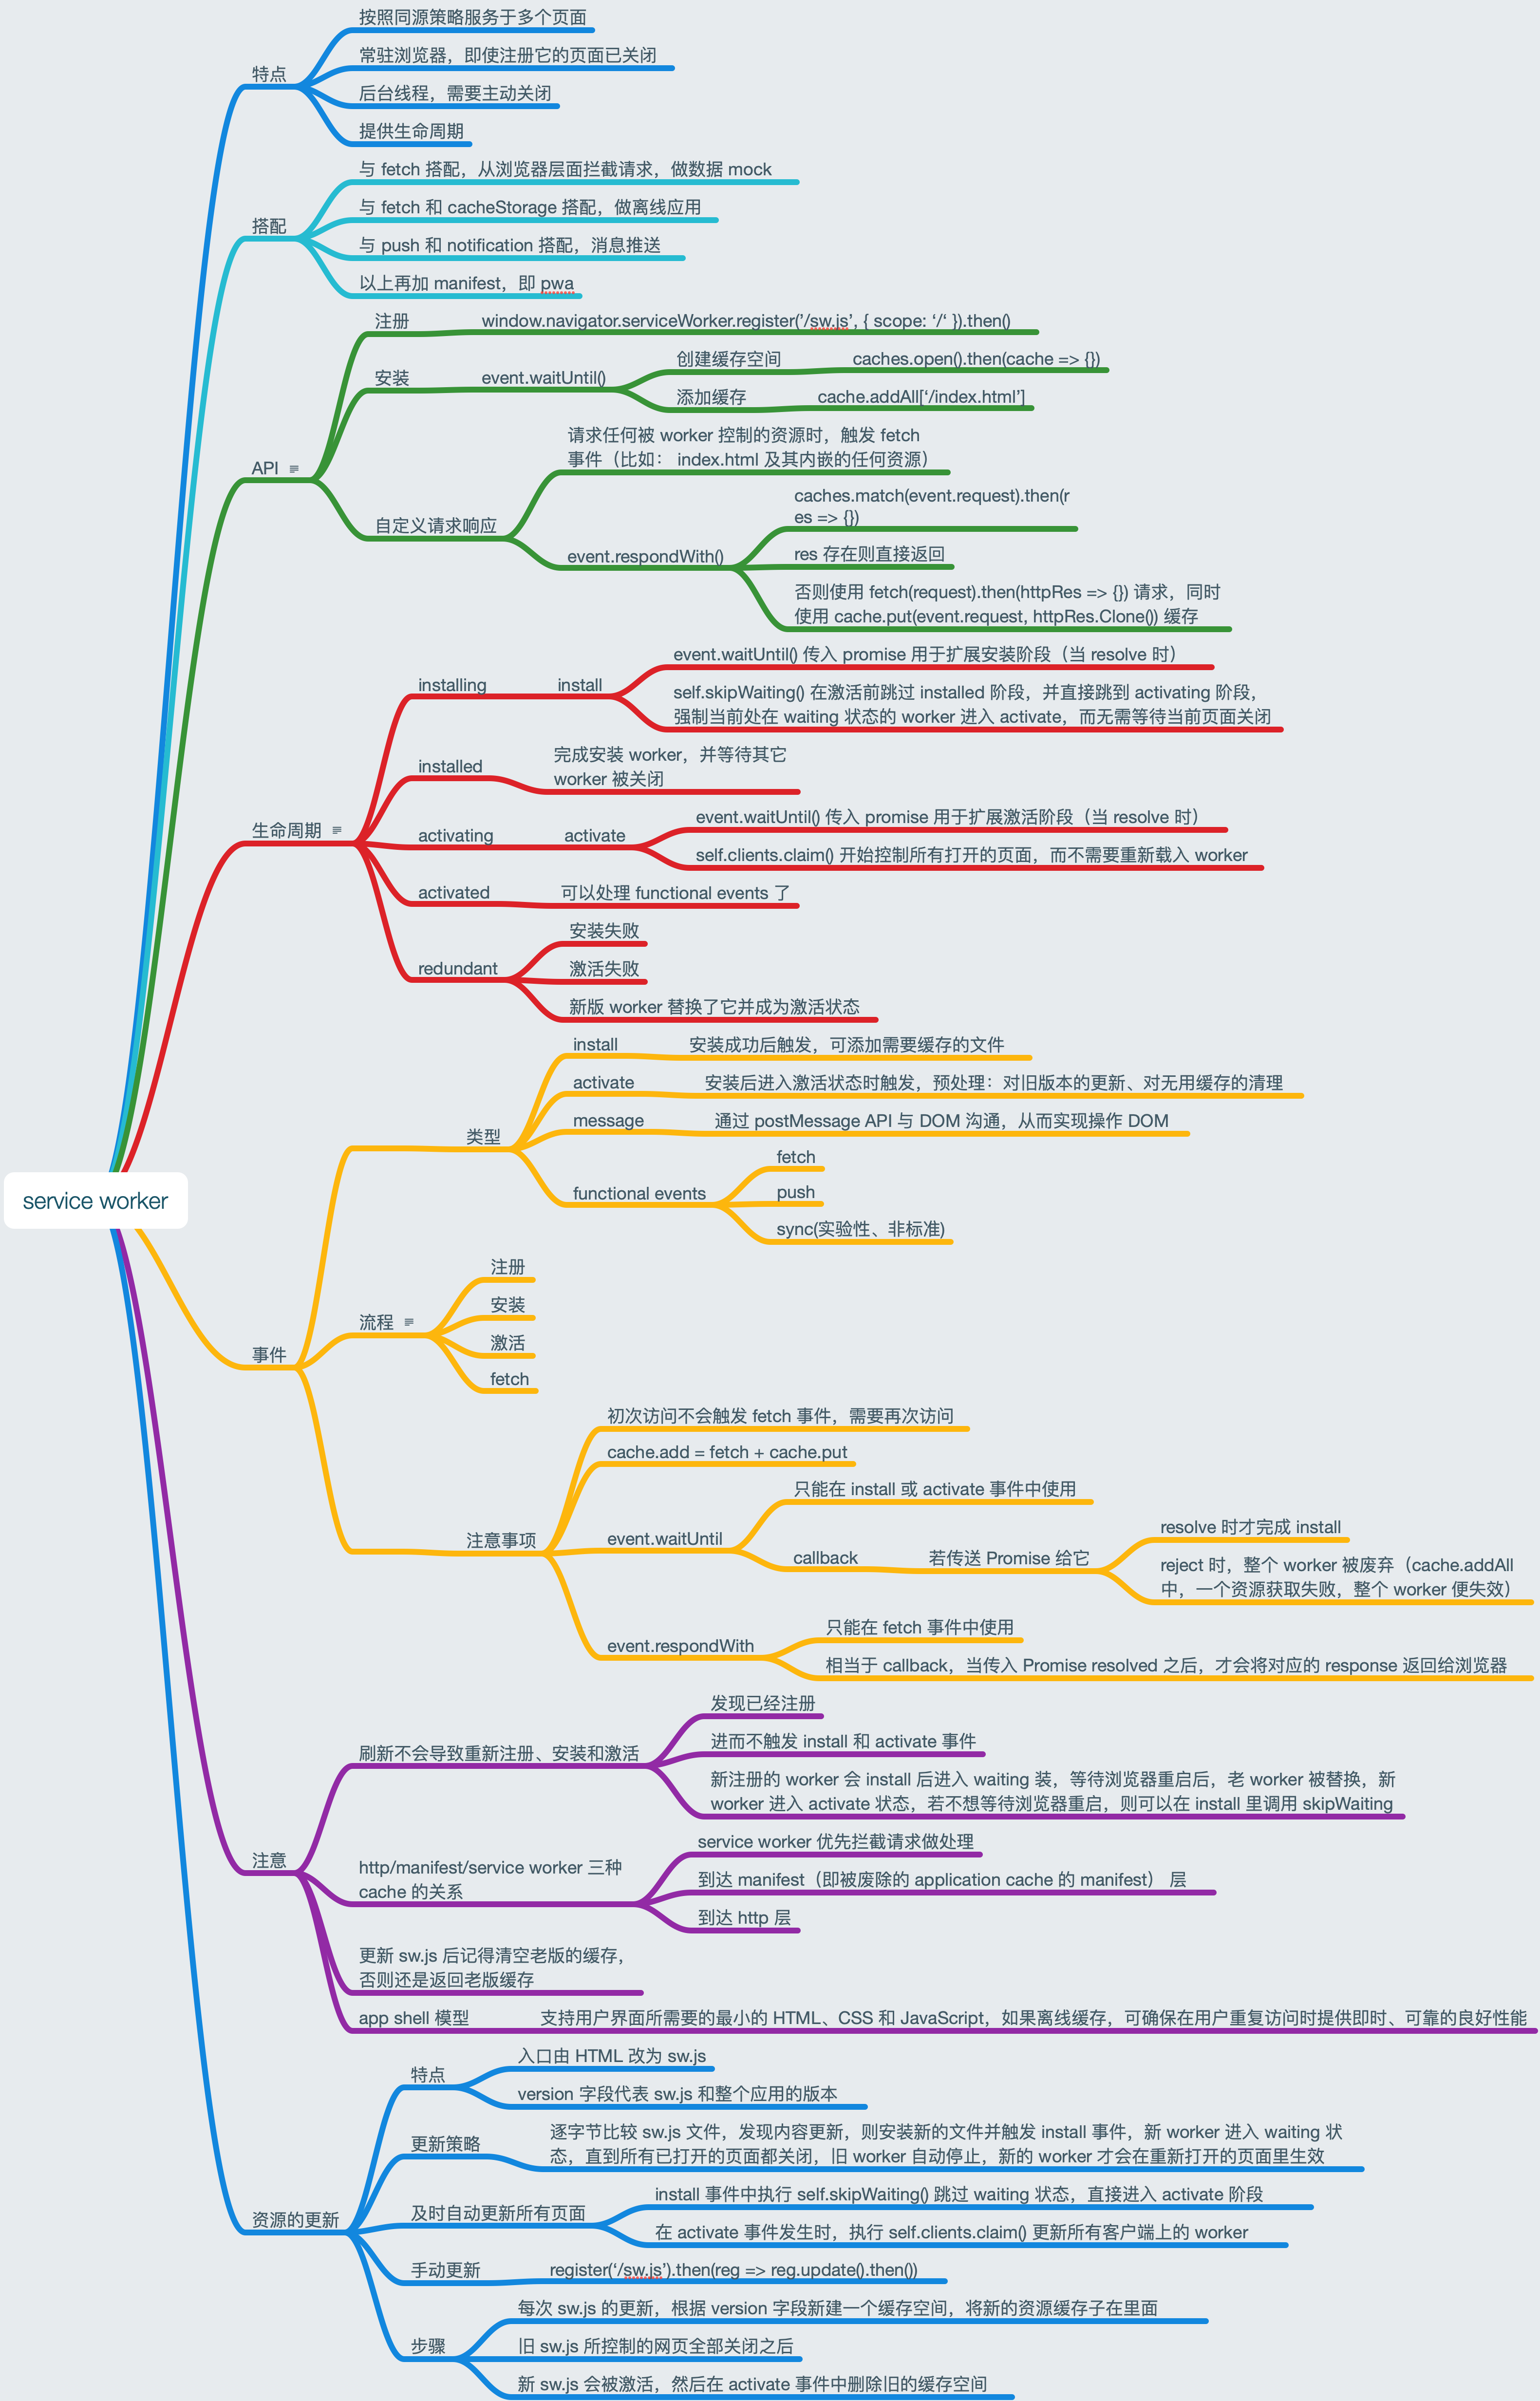 按照同源策略服务于多个页面
常驻浏览器，即使注册它的页面已关闭
特点
后台线程，需要主动关闭
提供生命周期
与 fetch 搭配，从浏览器层面拦截请求，做数据 mock
与 fetch 和 cacheStorage 搭配，做离线应用
搭配
与 push 和 notification 搭配，消息推送
以上再加 manifest，即 pwa
注册
window.navigator.serviceWorker.register('/sw.js', { scope: '/' }).then()
安装
event.waitUntil()
创建缓存空间
caches.open().then(cache => {})
添加缓存
cache.addAll['/index.html']
API
请求任何被 worker 控制的资源时，触发 fetch
事件（比如： index.html 及其内嵌的任何资源）
自定义请求响应
event.respondWith()
caches.match(event.request).then(r
es => {})
res 存在则直接返回
否则使用 fetch(request).then(httpRes => {}) 请求，同时
使用 cache.put(event.request, httpRes.Clone()) 缓存
生命周期
installing
install
event.waitUntil() 传入 promise 用于扩展安装阶段（当 resolve 时）
self.skipWaiting() 在激活前跳过 installed 阶段，并直接跳到 activating 阶段，
强制当前处在 waiting 状态的 worker 进入 activate，而无需等待当前页面关闭
installed
完成安装 worker，并等待其它
worker 被关闭
activating
activate
event.waitUntil() 传入 promise 用于扩展激活阶段（当 resolve 时）
self.clients.claim() 开始控制所有打开的页面，而不需要重新载入 worker
activated
可以处理 functional events 了
redundant
安装失败
激活失败
新版 worker 替换了它并成为激活状态
service worker
事件
类型
install
安装成功后触发，可添加需要缓存的文件
activate
安装后进入激活状态时触发，预处理：对旧版本的更新、对无用缓存的清理
message
通过 postMessage API 与 DOM 沟通，从而实现操作 DOM
functional events
fetch
push
sync(实验性、非标准)
流程
注册
安装
激活
fetch
注意事项
初次访问不会触发 fetch 事件，需要再次访问
cache.add = fetch + cache.put
event.waitUntil
只能在 install 或 activate 事件中使用
callback
若传送 Promise 给它
resolve 时才完成 install
reject 时，整个 worker 被废弃（cache.addAll
中，一个资源获取失败，整个 worker 便失效）
event.respondWith
只能在 fetch 事件中使用
相当于 callback，当传入 Promise resolved 之后，才会将对应的 response 返回给浏览器
注意
刷新不会导致重新注册、安装和激活
发现已经注册
进而不触发 install 和 activate 事件
新注册的 worker 会 install 后进入 waiting 装，等待浏览器重启后，老 worker 被替换，新
worker 进入 activate 状态，若不想等待浏览器重启，则可以在 install 里调用 skipWaiting
http/manifest/service worker 三种
cache 的关系
service worker 优先拦截请求做处理
到达 manifest（即被废除的 application cache 的 manifest） 层
到达 http 层
更新 sw.js 后记得清空老版的缓存，
否则还是返回老版缓存
app shell 模型
支持用户界面所需要的最小的 HTML、CSS 和 JavaScript，如果离线缓存，可确保在用户重复访问时提供即时、可靠的良好性能
资源的更新
特点
入口由 HTML 改为 sw.js
version 字段代表 sw.js 和整个应用的版本
更新策略
逐字节比较 sw.js 文件，发现内容更新，则安装新的文件并触发 install 事件，新 worker 进入 waiting 状
态，直到所有已打开的页面都关闭，旧 worker 自动停止，新的 worker 才会在重新打开的页面里生效
及时自动更新所有页面
install 事件中执行 self.skipWaiting() 跳过 waiting 状态，直接进入 activate 阶段
在 activate 事件发生时，执行 self.clients.claim() 更新所有客户端上的 worker
手动更新
register('/sw.js').then(reg => reg.update().then())
步骤
每次 sw.js 的更新，根据 version 字段新建一个缓存空间，将新的资源缓存子在里面
旧 sw.js 所控制的网页全部关闭之后
新 sw.js 会被激活，然后在 activate 事件中删除旧的缓存空间